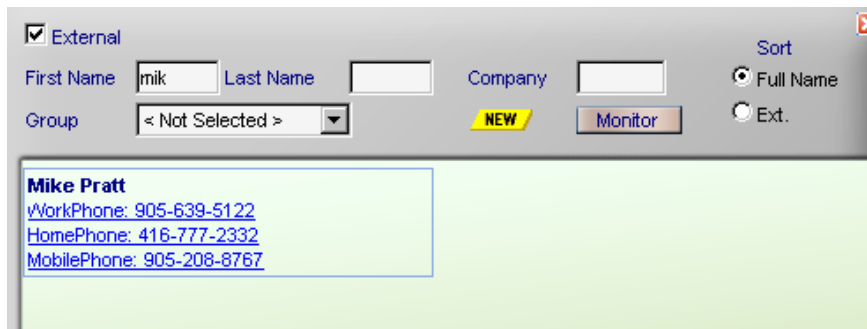 External
Sort
First Name mik Last Name Company Full Name
Group < Not Selected > NEW Monitor Ext.
Mike Pratt
WorkPhone: 905-639-5122
HomePhone: 416-777-2332
MobilePhone: 905-208-8767